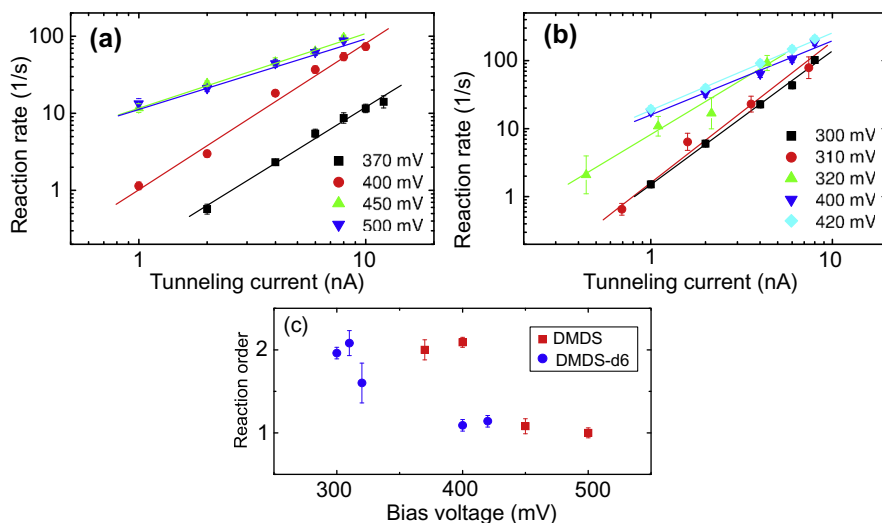 (a)
Reaction rate (1/s)
100
10
1
370 mV
400 mV
450 mV
500 mV
1
10
Tunneling current (nA)
(b)
Reaction rate (1/s)
100
10
1
300 mV
310 mV
320 mV
400 mV
420 mV
1
10
Tunneling current (nA)
(c)
Reaction order
2
1
DMDS
DMDS-d6
300
400
500
Bias voltage (mV)